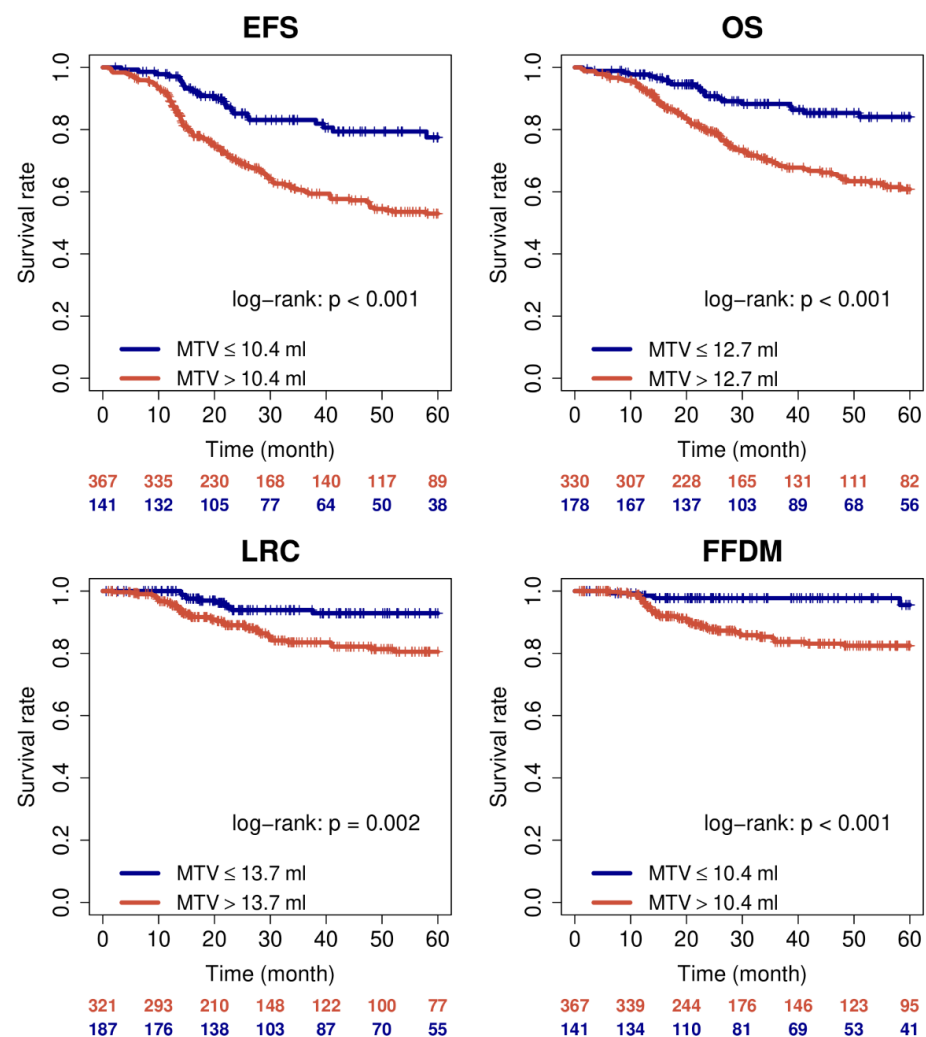 EFS
Survival rate
1.0
0.8
0.6
0.4
0.2
0.0
log−rank: p < 0.001
MTV ≤ 10.4 ml
MTV > 10.4 ml
0 10 20 30 40 50 60
Time (month)
367 335 230 168 140 117 89
141 132 105 77 64 50 38
OS
Survival rate
1.0
0.8
0.6
0.4
0.2
0.0
log−rank: p < 0.001
MTV ≤ 12.7 ml
MTV > 12.7 ml
0 10 20 30 40 50 60
Time (month)
330 307 228 165 131 111 82
178 167 137 103 89 68 56
LRC
Survival rate
1.0
0.8
0.6
0.4
0.2
0.0
log−rank: p = 0.002
MTV ≤ 13.7 ml
MTV > 13.7 ml
0 10 20 30 40 50 60
Time (month)
321 293 210 148 122 100 77
187 176 138 103 87 70 55
FFDM
Survival rate
1.0
0.8
0.6
0.4
0.2
0.0
log−rank: p < 0.001
MTV ≤ 10.4 ml
MTV > 10.4 ml
0 10 20 30 40 50 60
Time (month)
367 339 244 176 146 123 95
141 134 110 81 69 53 41